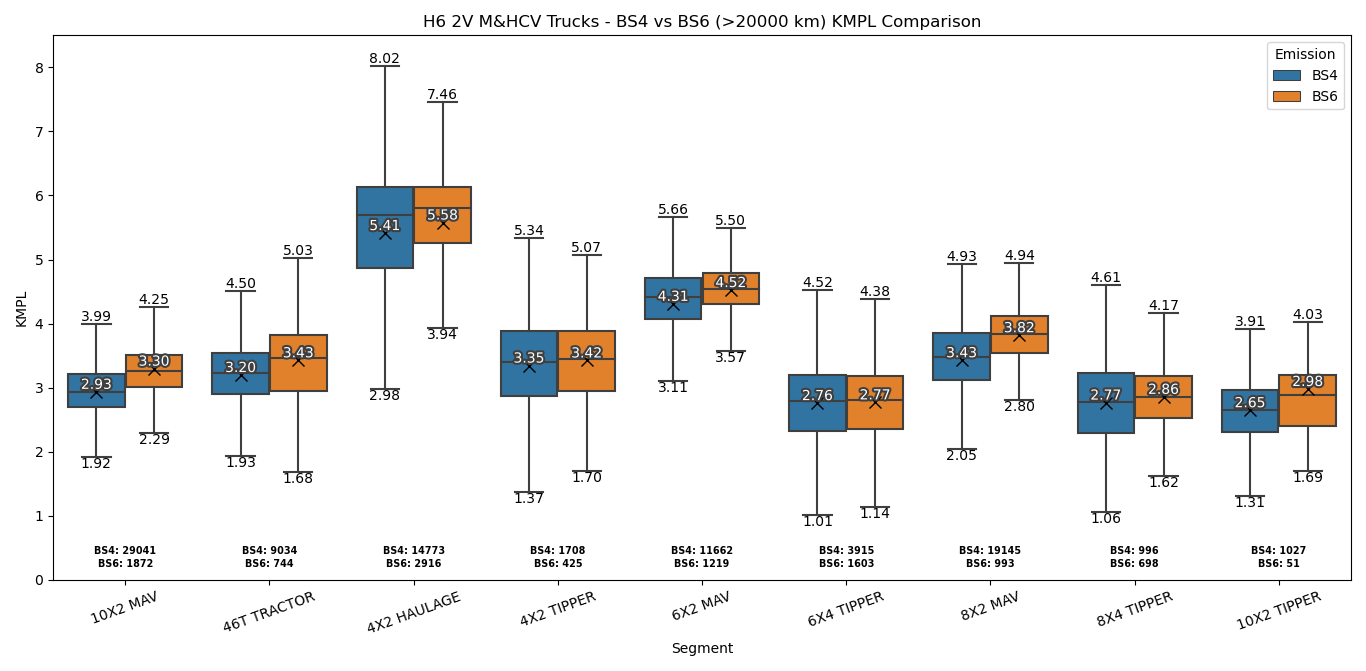 H6 2V M&HCV Trucks - BS4 vs BS6 (>20000 km) KMPL Comparison
Emission
BS4
BS6
KMPL
8
7
6
5
4
3
2
1
0
3.99
2.93
1.92
4.25
3.30
2.29
4.50
3.20
1.93
5.03
3.43
1.68
8.02
5.41
2.98
7.46
5.58
3.94
5.34
3.35
1.37
5.07
3.42
1.70
5.66
4.31
3.11
5.50
4.52
3.57
4.52
2.76
1.01
4.38
2.77
1.14
4.93
3.43
2.05
4.94
3.82
2.80
4.61
2.77
1.06
4.17
2.86
1.62
3.91
2.65
1.31
4.03
2.98
1.69
BS4: 29041
BS6: 1872
BS4: 9034
BS6: 744
BS4: 14773
BS6: 2916
BS4: 1708
BS6: 425
BS4: 11662
BS6: 1219
BS4: 3915
BS6: 1603
BS4: 19145
BS6: 993
BS4: 996
BS6: 698
BS4: 1027
BS6: 51
10X2 MAV
46T TRACTOR
4X2 HAULAGE
4X2 TIPPER
6X2 MAV
6X4 TIPPER
8X2 MAV
8X4 TIPPER
10X2 TIPPER
Segment